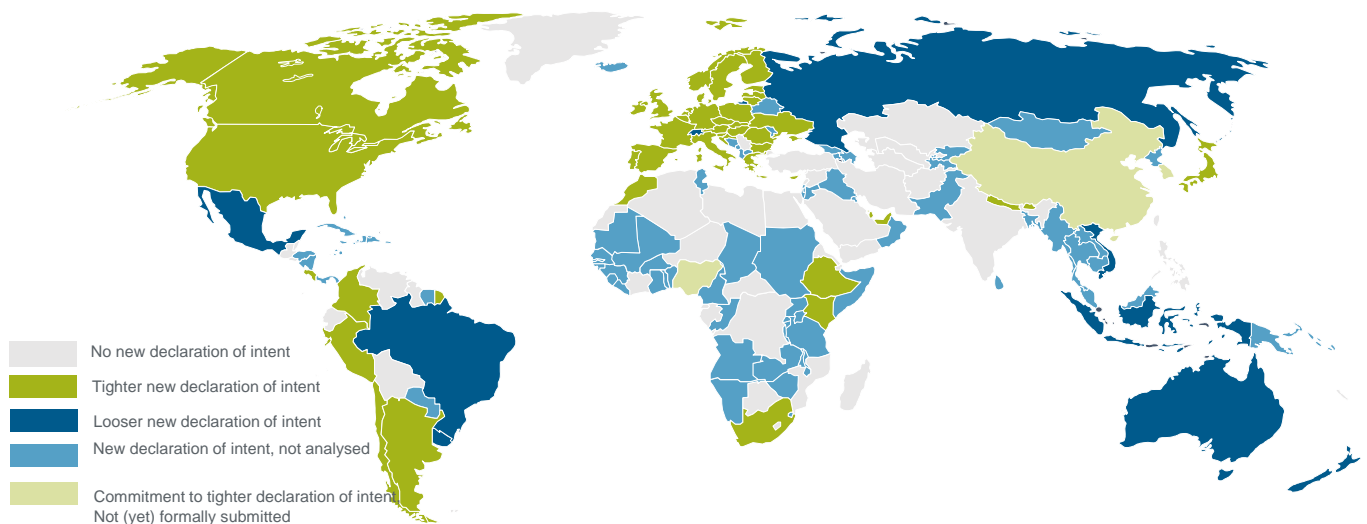 No new declaration of intent
Tighter new declaration of intent
Looser new declaration of intent
New declaration of intent, not analysed
Commitment to tighter declaration of intent,
Not (yet) formally submitted